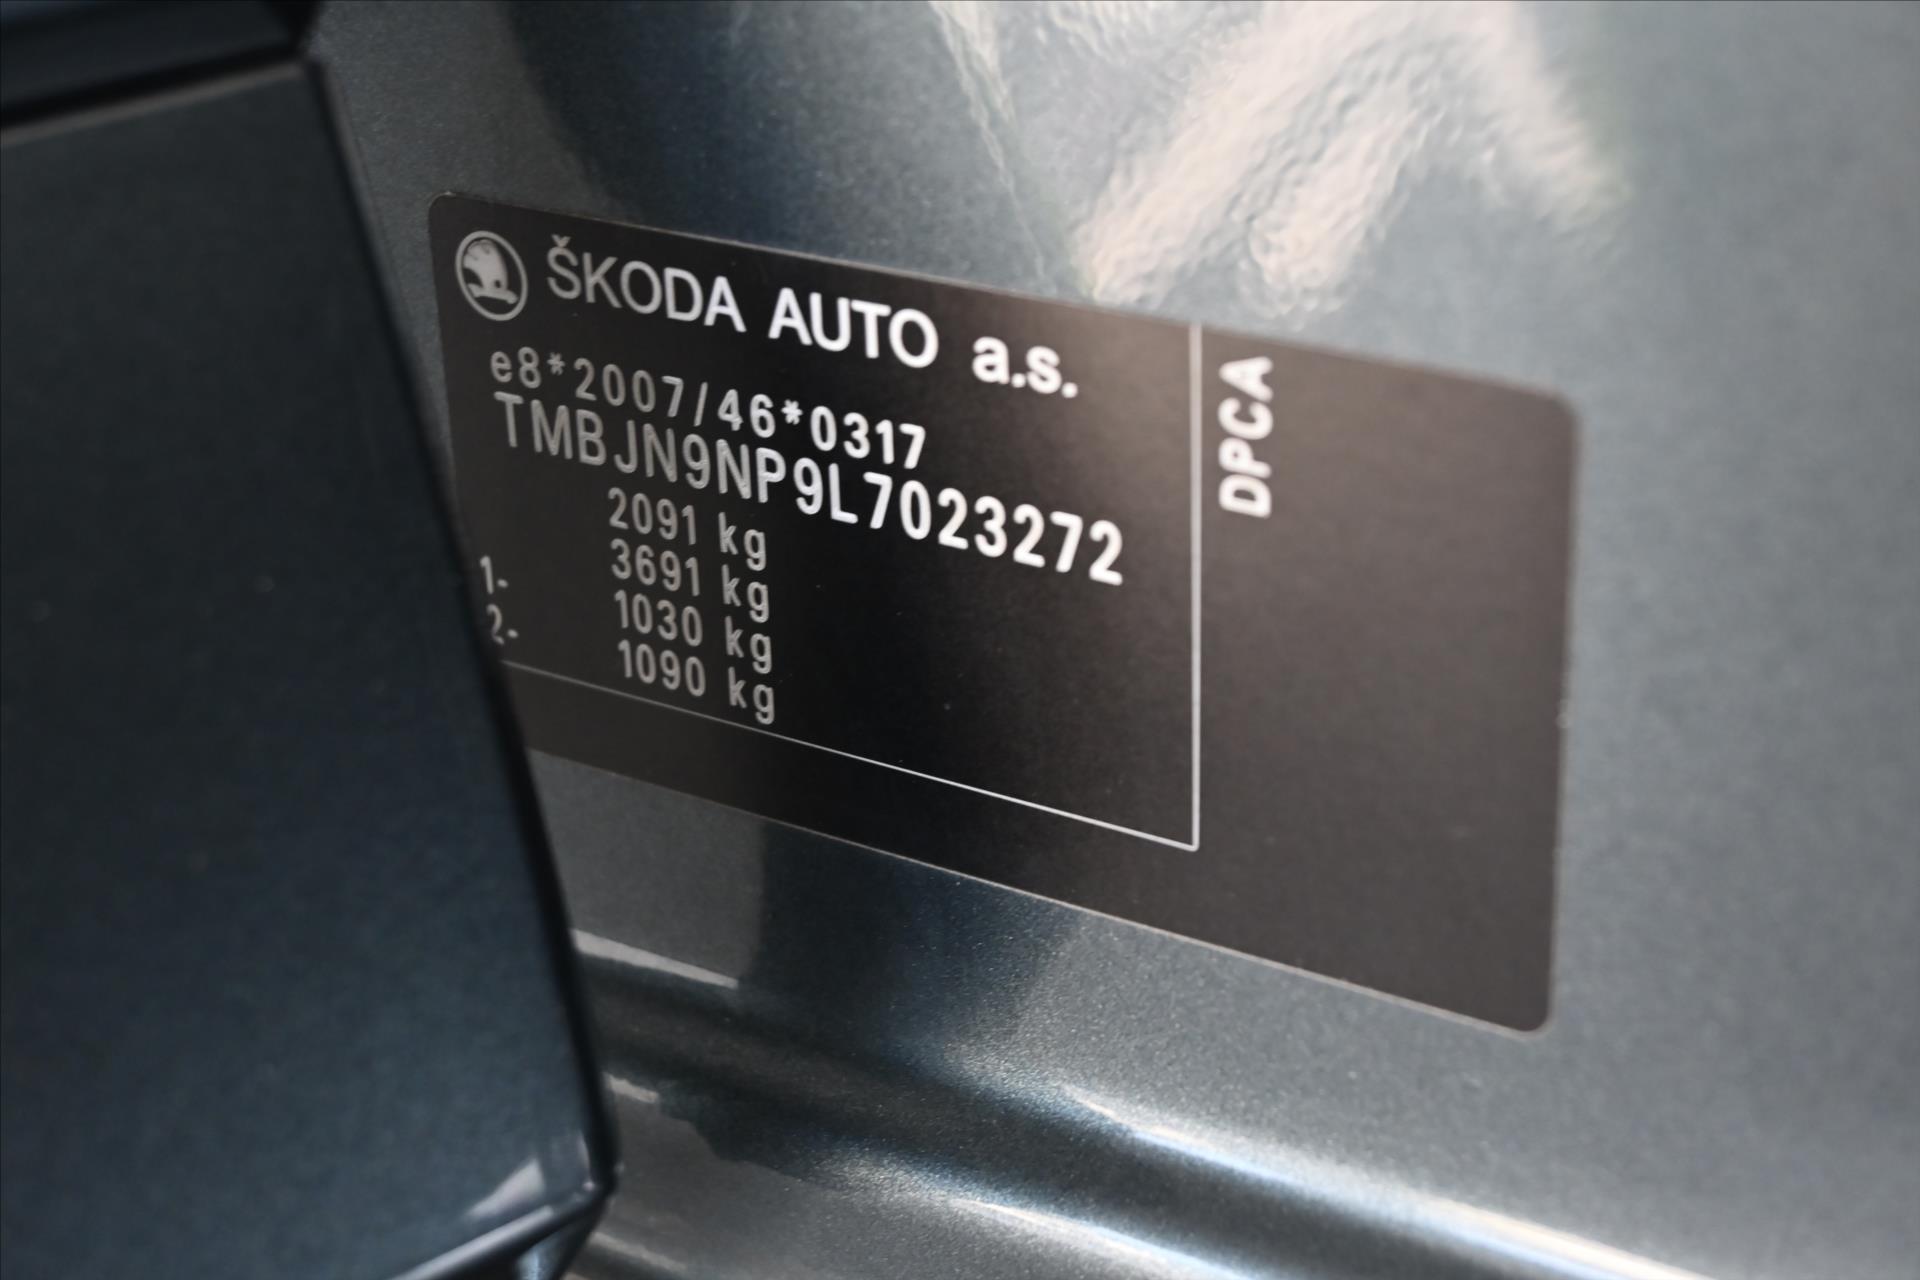 ŠKODA AUTO a.s.
e8*2007/46*0317
TMBJN9NP9L7023272
2091 kg
3691 kg
1- 1030 kg
2- 1090 kg
DPCA